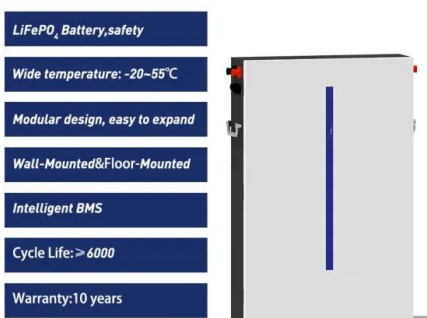 LiFePO₄ Battery,safety
Wide temperature: -20~55℃
Modular design, easy to expand
Wall-Mounted&Floor-Mounted
Intelligent BMS
Cycle Life:≥6000
Warranty:10 years